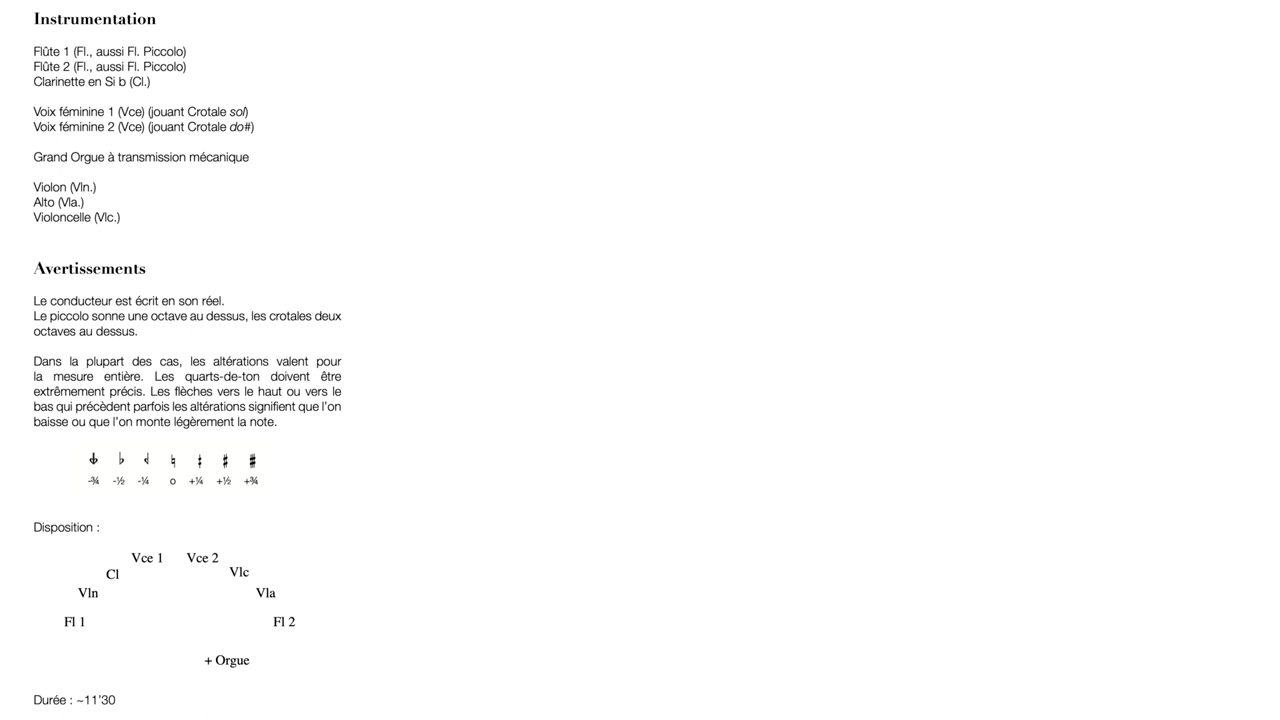 Instrumentation
Flûte 1 (Fl., aussi Fl. Piccolo)
Flûte 2 (Fl., aussi Fl. Piccolo)
Clarinette en Si b (Cl.)
Voix féminine 1 (Vce) (jouant Crotale sol)
Voix féminine 2 (Vce) (jouant Crotale do#)
Grand Orgue à transmission mécanique
Violon (Vln.)
Alto (Vla.)
Violoncelle (Vlc.)
Avertissements
Le conducteur est écrit en son réel.
Le piccolo sonne une octave au dessus, les crotales deux
octaves au dessus.
Dans la plupart des cas, les altérations valent pour
la mesure entière. Les quarts-de-ton doivent être
extrêmement précis. Les flèches vers le haut ou vers le
bas qui précèdent parfois les altérations signifient que l'on
baisse ou que l'on monte légèrement la note.
-¾ -½ -¼ o +¼ +½ +¾
Disposition :
Vce 1 Vce 2
Cl Vlc
Vln Vla
Fl 1 Fl 2
+ Orgue
Durée : ~11'30